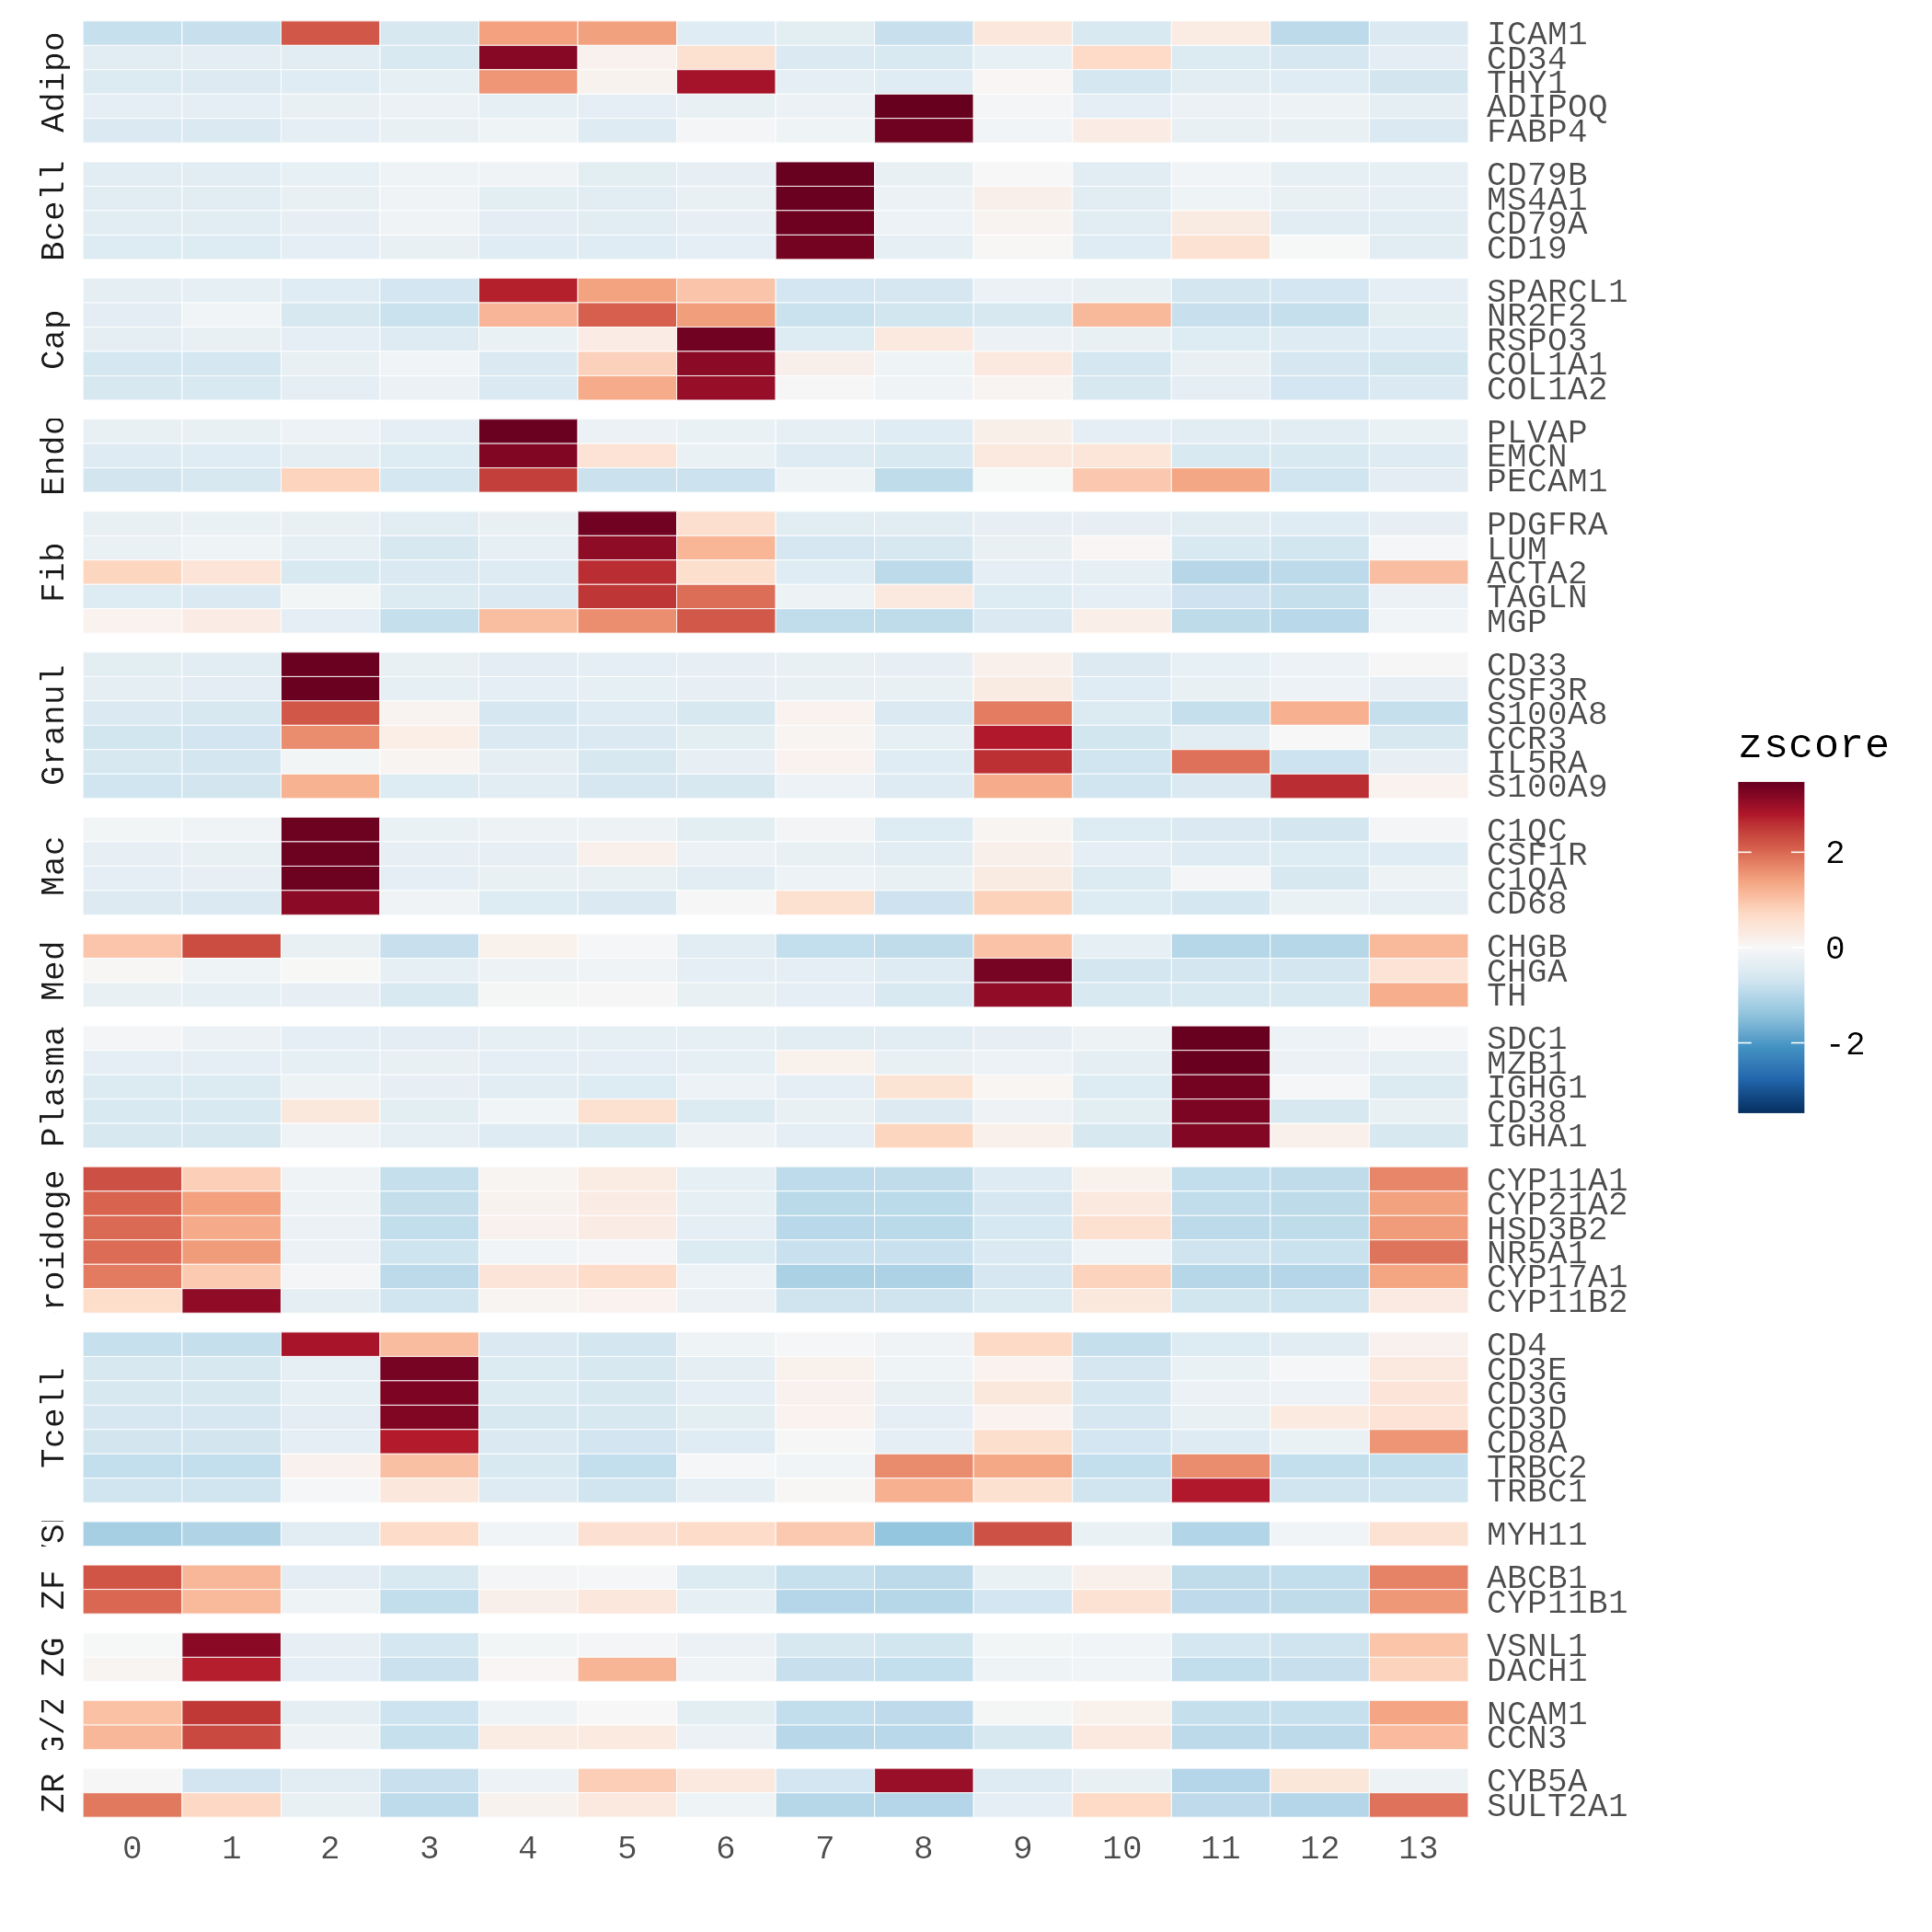 Adipo
ICAM1
CD34
THY1
ADIPOQ
FABP4
Bcell
CD79B
MS4A1
CD79A
CD19
Cap
SPARCL1
NR2F2
RSPO3
COL1A1
COL1A2
Endo
PLVAP
EMCN
PECAM1
Fib
PDGFRA
LUM
ACTA2
TAGLN
MGP
Granul
CD33
CSF3R
S100A8
CCR3
IL5RA
S100A9
Mac
C1QC
CSF1R
C1QA
CD68
Med
CHGB
CHGA
TH
Plasma
SDC1
MZB1
IGHG1
CD38
IGHA1
roidoge
CYP11A1
CYP21A2
HSD3B2
NR5A1
CYP17A1
CYP11B2
Tcell
CD4
CD3E
CD3G
CD3D
CD8A
TRBC2
TRBC1
MYH11
ZF
ABCB1
CYP11B1
ZG
VSNL1
DACH1
G/Z
NCAM1
CCN3
ZR
CYB5A
SULT2A1
0 1 2 3 4 5 6 7 8 9 10 11 12 13
zscore
2
0
-2